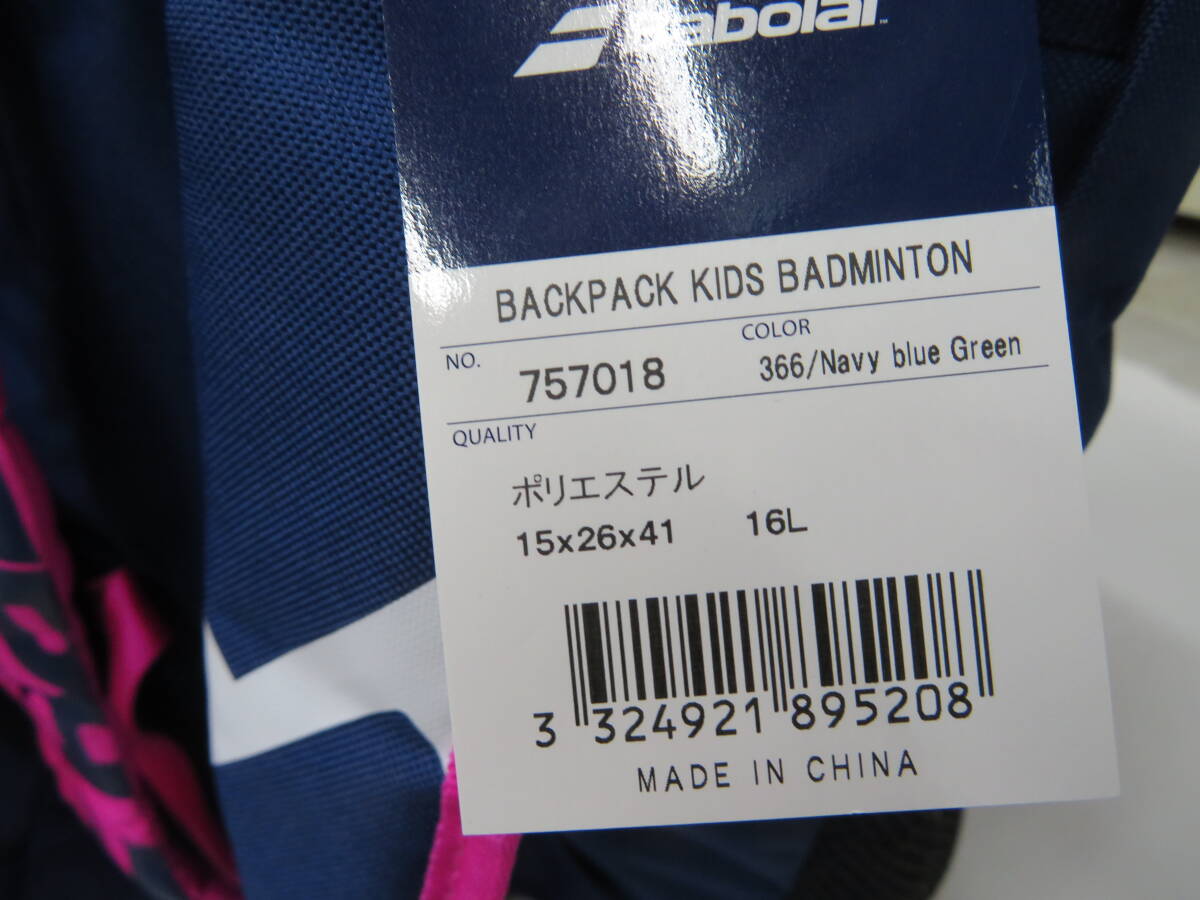 Babolat
BACKPACK KIDS BADMINTON
NO. 757018 COLOR 366/Navy blue Green
QUALITY
ポリエステル
15x26x41 16L
3 324921 895208
MADE IN CHINA